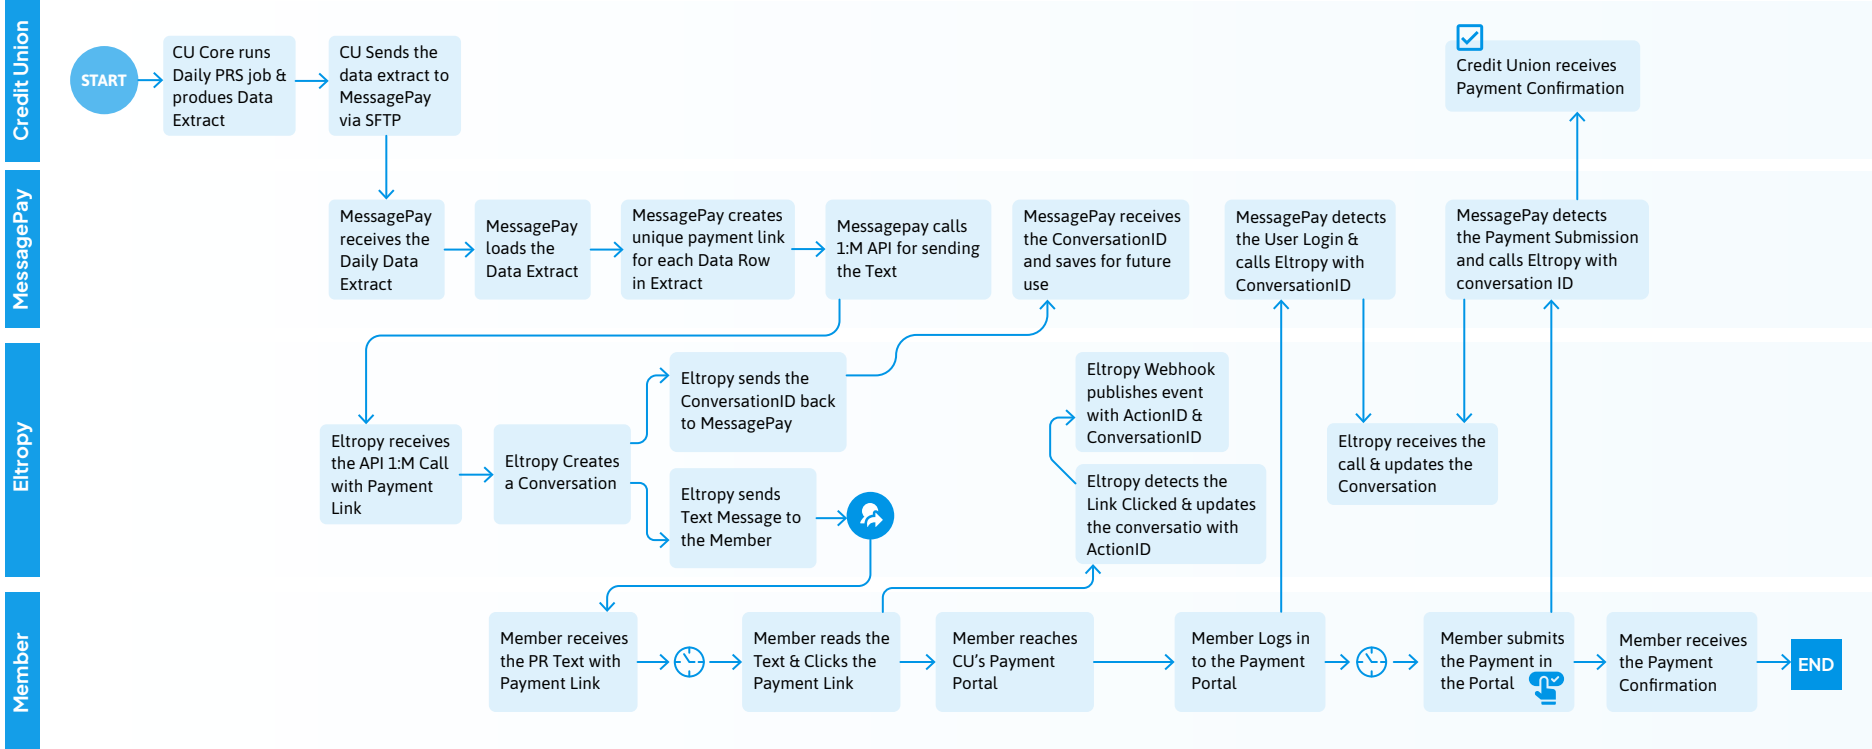 Credit Union
START
CU Core runs
Daily PRS job &
produes Data
Extract
CU Sends the
data extract to
MessagePay
via SFTP
Credit Union receives
Payment Confirmation
MessagePay
MessagePay
receives the
Daily Data
Extract
MessagePay
loads the
Data Extract
MessagePay creates
unique payment link
for each Data Row
in Extract
Messagepay calls
1:M API for sending
the Text
MessagePay receives
the ConversationID
and saves for future
use
MessagePay detects
the User Login &
calls Eltropy with
ConversationID
MessagePay detects
the Payment Submission
and calls Eltropy with
conversation ID
Eltropy
Eltropy receives
the API 1:M Call
with Payment
Link
Eltropy Creates
a Conversation
Eltropy sends the
ConversationID back
to MessagePay
Eltropy sends
Text Message to
the Member
Eltropy Webhook
publishes event
with ActionID &
ConversationID
Eltropy detects the
Link Clicked & updates
the conversatio with
ActionID
Eltropy receives the
call & updates the
Conversation
Member
Member receives
the PR Text with
Payment Link
Member reads the
Text & Clicks the
Payment Link
Member reaches
CU's Payment
Portal
Member Logs in
to the Payment
Portal
Member submits
the Payment in
the Portal
Member receives
the Payment
Confirmation
END